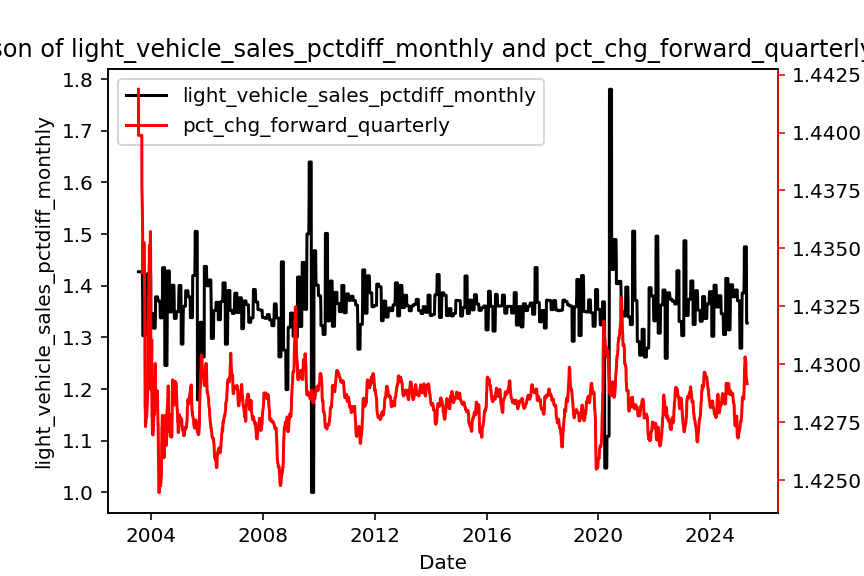 son of light_vehicle_sales_pctdiff_monthly and pct_chg_forward_quarterly
light_vehicle_sales_pctdiff_monthly
pct_chg_forward_quarterly
light_vehicle_sales_pctdiff_monthly
1.8
1.7
1.6
1.5
1.4
1.3
1.2
1.1
1.0
1.4425
1.4400
1.4375
1.4350
1.4325
1.4300
1.4275
1.4250
2004 2008 2012 2016 2020 2024
Date